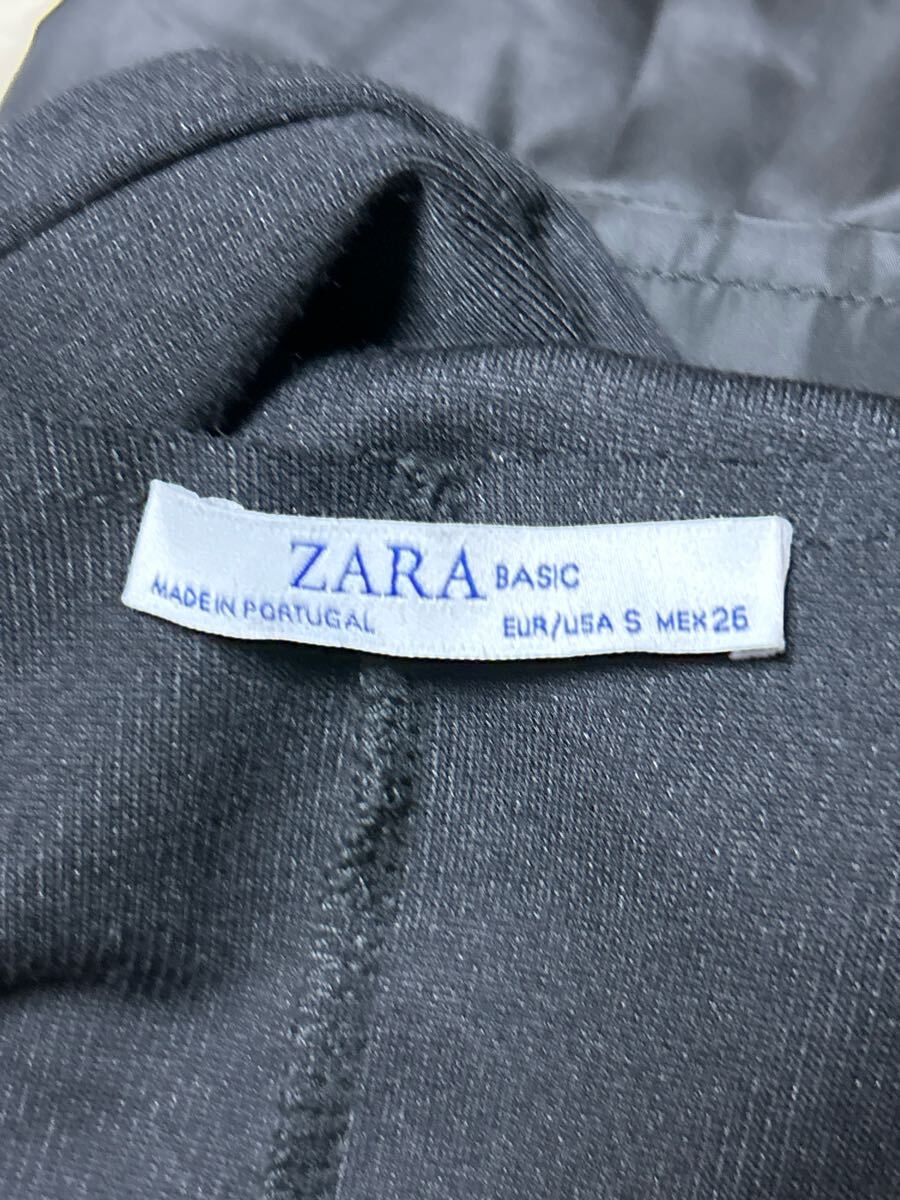 ZARA BASIC
MADE IN PORTUGAL EUR/USA S MEX 26